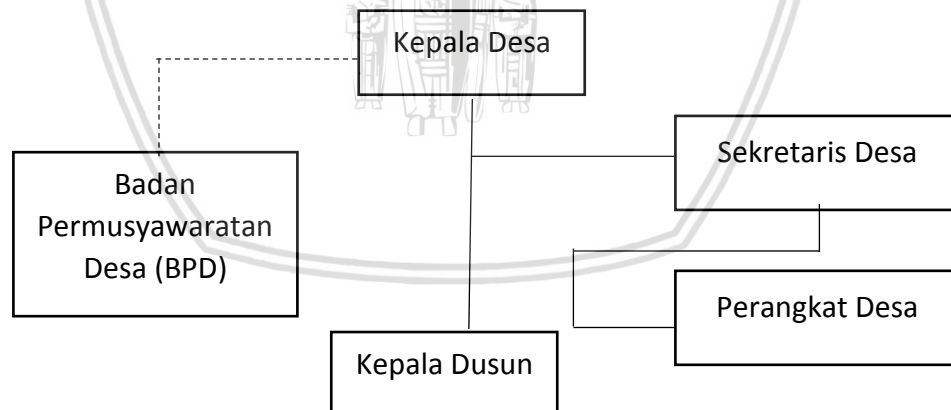 Kepala Desa
Sekretaris Desa
Badan
Permusyawaratan
Desa (BPD)
Perangkat Desa
Kepala Dusun